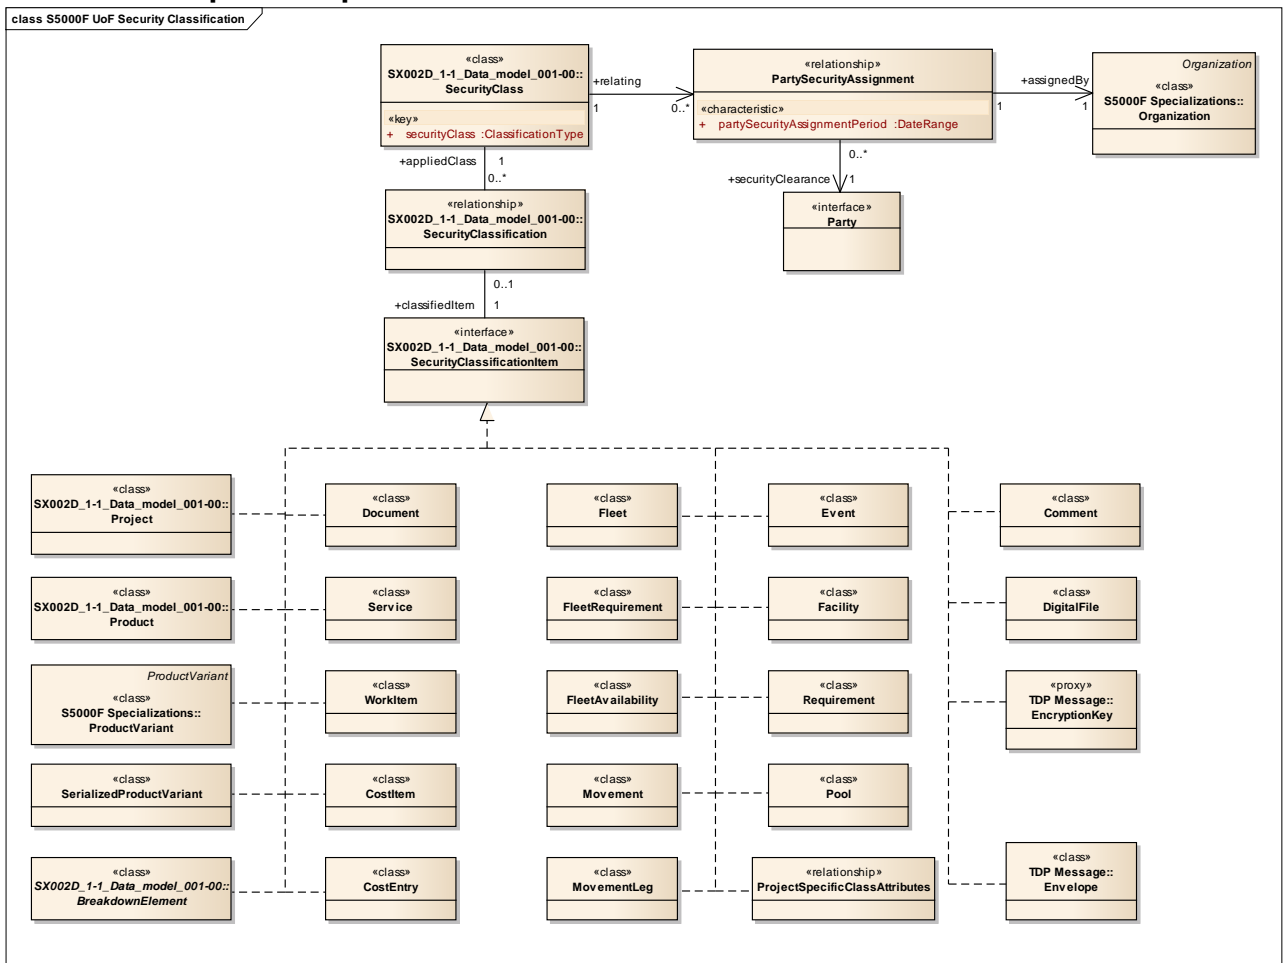 class S5000F UoF Security Classification
«class»
SX002D_1-1_Data_model_001-00::
SecurityClass
«key»
+ securityClass :ClassificationType
+relating
1
0..*
«relationship»
PartySecurityAssignment
«characteristic»
+ partySecurityAssignmentPeriod :DateRange
+assignedBy
1
1
Organization
«class»
S5000F Specializations::
Organization
+appliedClass
1
0..*
0..*
+securityClearance
1
«relationship»
SX002D_1-1_Data_model_001-00::
SecurityClassification
«interface»
Party
0..1
+classifiedItem
1
«interface»
SX002D_1-1_Data_model_001-00::
SecurityClassificationItem
«class»
SX002D_1-1_Data_model_001-00::
Project
«class»
Document
«class»
Fleet
«class»
Event
«class»
Comment
«class»
SX002D_1-1_Data_model_001-00::
Product
«class»
Service
«class»
FleetRequirement
«class»
Facility
«class»
DigitalFile
ProductVariant
«class»
S5000F Specializations::
ProductVariant
«class»
WorkItem
«class»
FleetAvailability
«class»
Requirement
«proxy»
TDP Message::
EncryptionKey
«class»
SerializedProductVariant
«class»
CostItem
«class»
Movement
«class»
Pool
«class»
SX002D_1-1_Data_model_001-00::
BreakdownElement
«class»
CostEntry
«class»
MovementLeg
«relationship»
ProjectSpecificClassAttributes
«class»
TDP Message::
Envelope